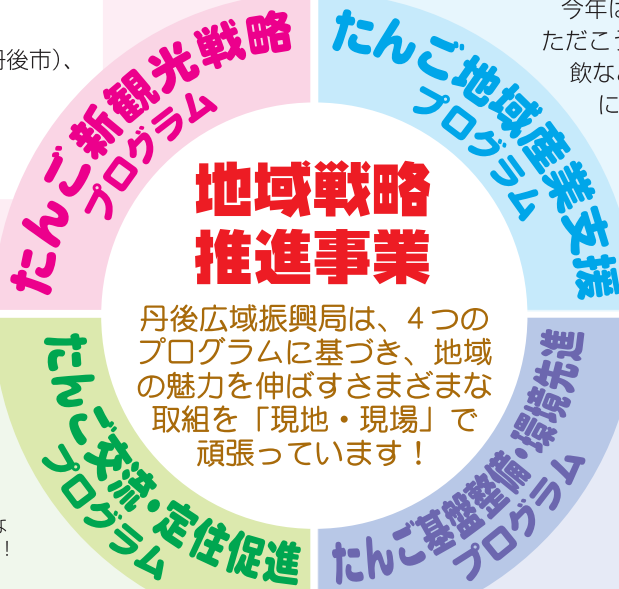 今年は
ただこう
飲な
に
丹後市)、
たんご新観光戦略
プログラム
たんご地域産業支援
プログラム
地域戦略
推進事業
丹後広域振興局は、4つの
プログラムに基づき、地域
の魅力を伸ばすさまざまな
取組を「現地・現場」で
頑張っています!
たんご交流・定住促進
プログラム
たんご基盤整備・環境先進
プログラム
な
!